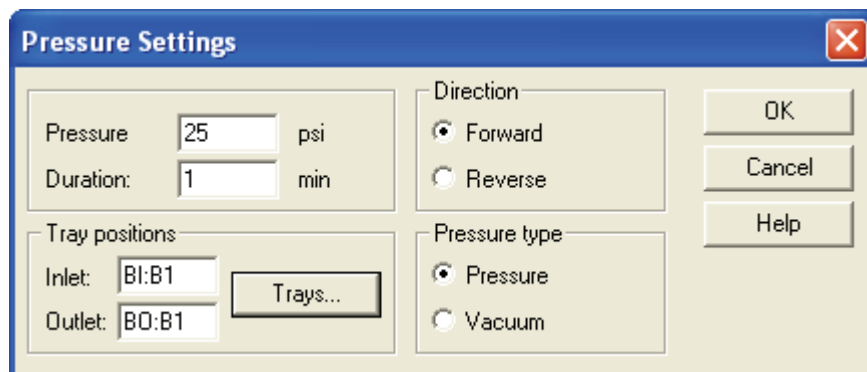 Pressure Settings
Pressure 25 psi
Duration: 1 min
Direction
Forward
Reverse
OK
Cancel
Help
Tray positions
Inlet: BI:B1
Outlet: BO:B1
Trays...
Pressure type
Pressure
Vacuum